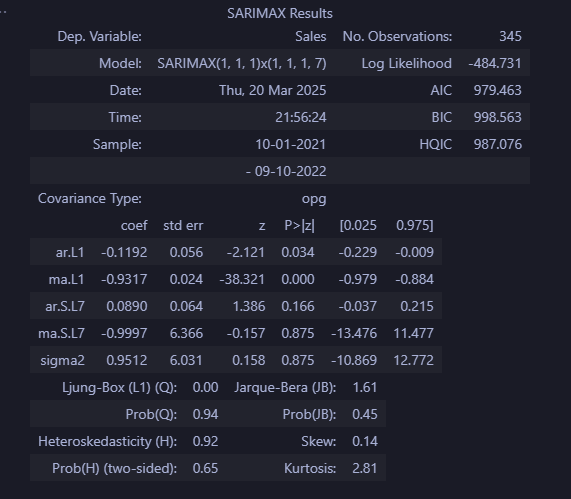 SARIMAX Results
Dep. Variable: Sales No. Observations: 345
Model: SARIMAX(1, 1, 1)x(1, 1, 1, 7) Log Likelihood -484.731
Date: Thu, 20 Mar 2025 AIC 979.463
Time: 21:56:24 BIC 998.563
Sample: 10-01-2021 HQIC 987.076
- 09-10-2022
Covariance Type: opg
coef std err z P>|z| [0.025 0.975]
ar.L1 -0.1192 0.056 -2.121 0.034 -0.229 -0.009
ma.L1 -0.9317 0.024 -38.321 0.000 -0.979 -0.884
ar.S.L7 0.0890 0.064 1.386 0.166 -0.037 0.215
ma.S.L7 -0.9997 6.366 -0.157 0.875 -13.476 11.477
sigma2 0.9512 6.031 0.158 0.875 -10.869 12.772
Ljung-Box (L1) (Q): 0.00 Jarque-Bera (JB): 1.61
Prob(Q): 0.94 Prob(JB): 0.45
Heteroskedasticity (H): 0.92 Skew: 0.14
Prob(H) (two-sided): 0.65 Kurtosis: 2.81